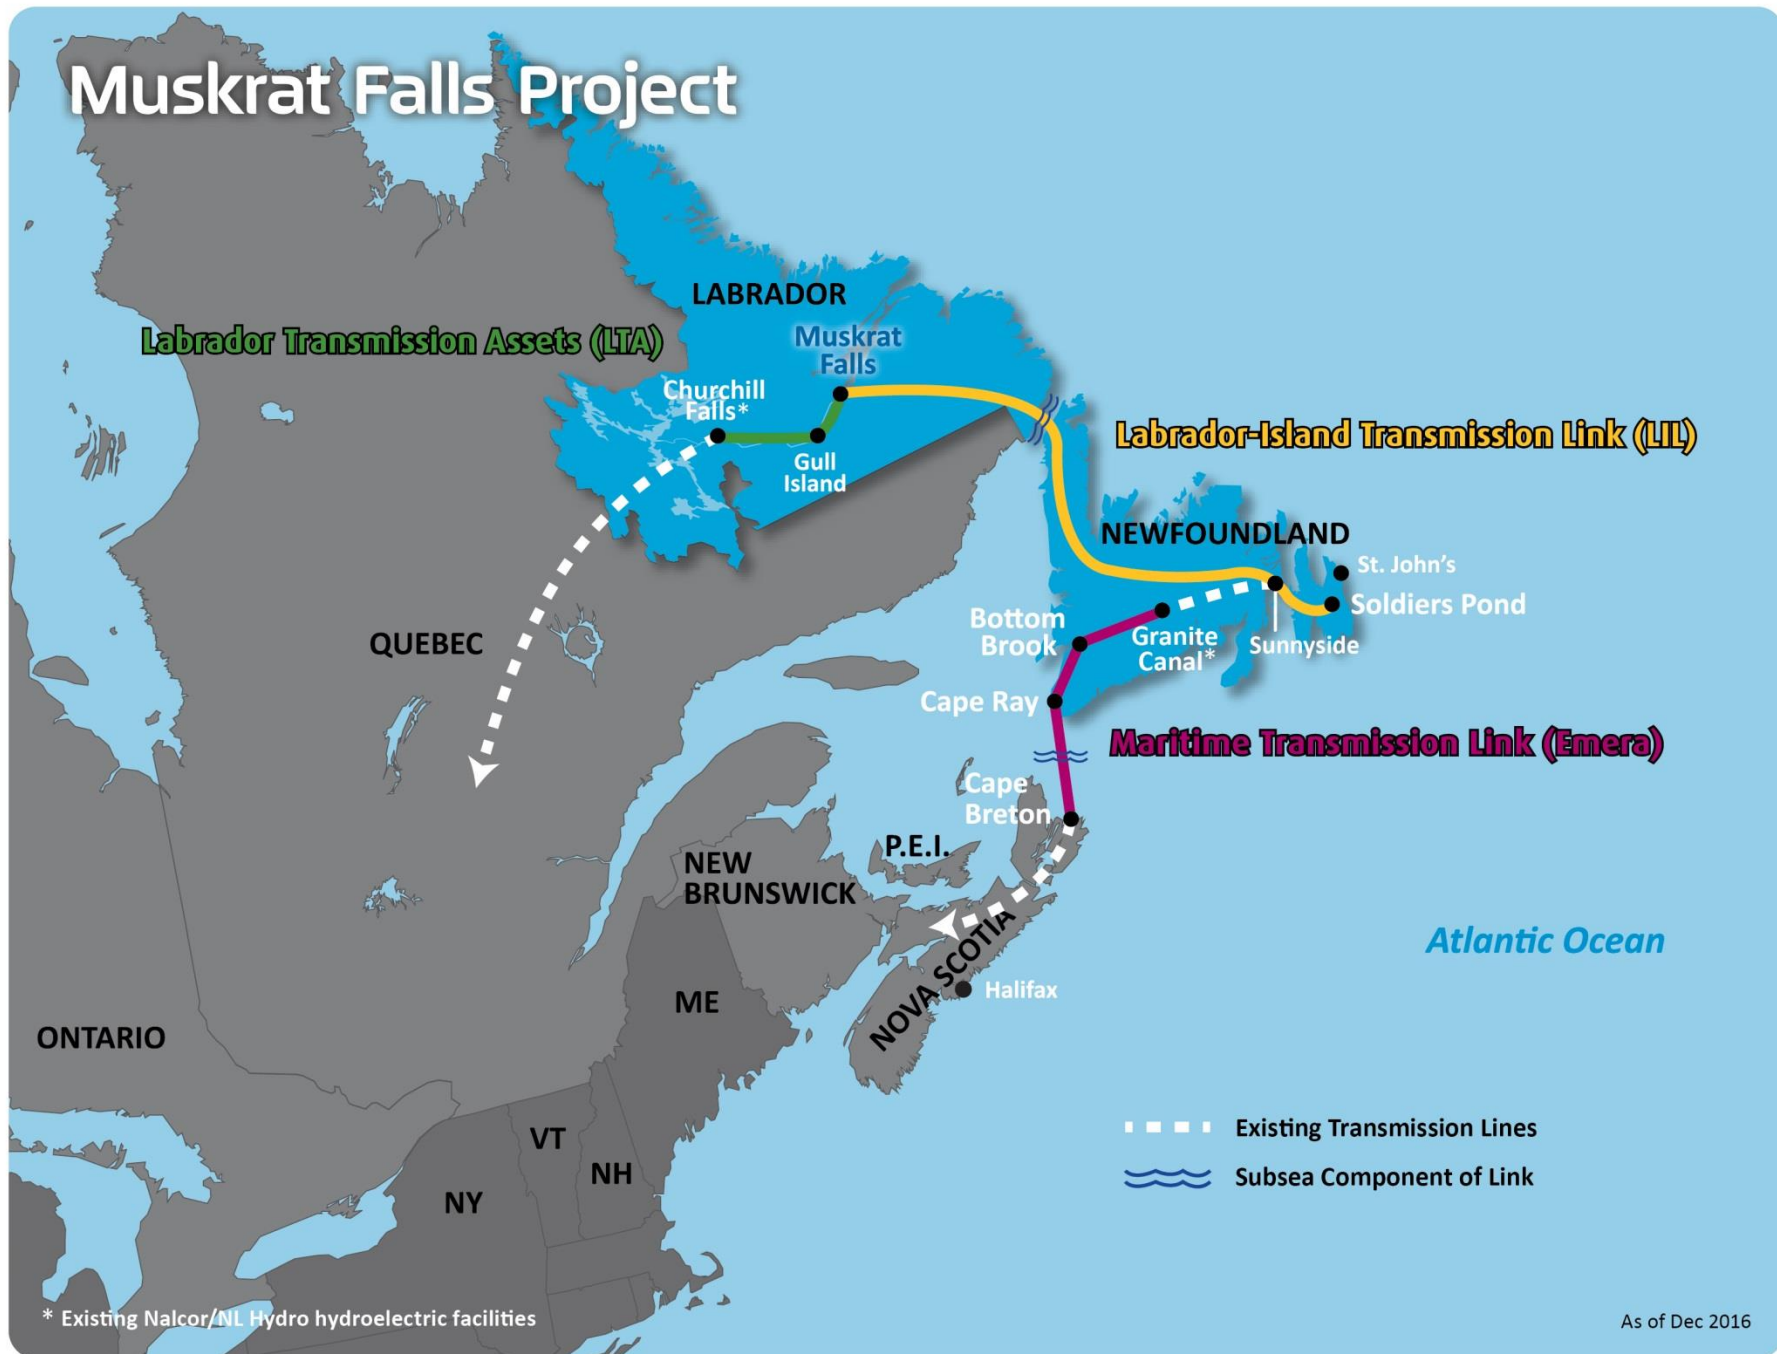 Muskrat Falls Project
LABRADOR
Labrador Transmission Assets (LTA)
Muskrat
Falls
Churchill
Falls*
Gull
Island
Labrador-Island Transmission Link (LIL)
NEWFOUNDLAND
St. John's
Soldiers Pond
Bottom
Brook
Granite
Canal*
Sunnyside
QUEBEC
Cape Ray
Maritime Transmission Link (Emera)
Cape
Breton
P.E.I.
NEW
BRUNSWICK
NOVA SCOTIA
Halifax
Atlantic Ocean
ME
ONTARIO
VT
NH
NY
Existing Transmission Lines
Subsea Component of Link
* Existing Nalcor/NL Hydro hydroelectric facilities
As of Dec 2016